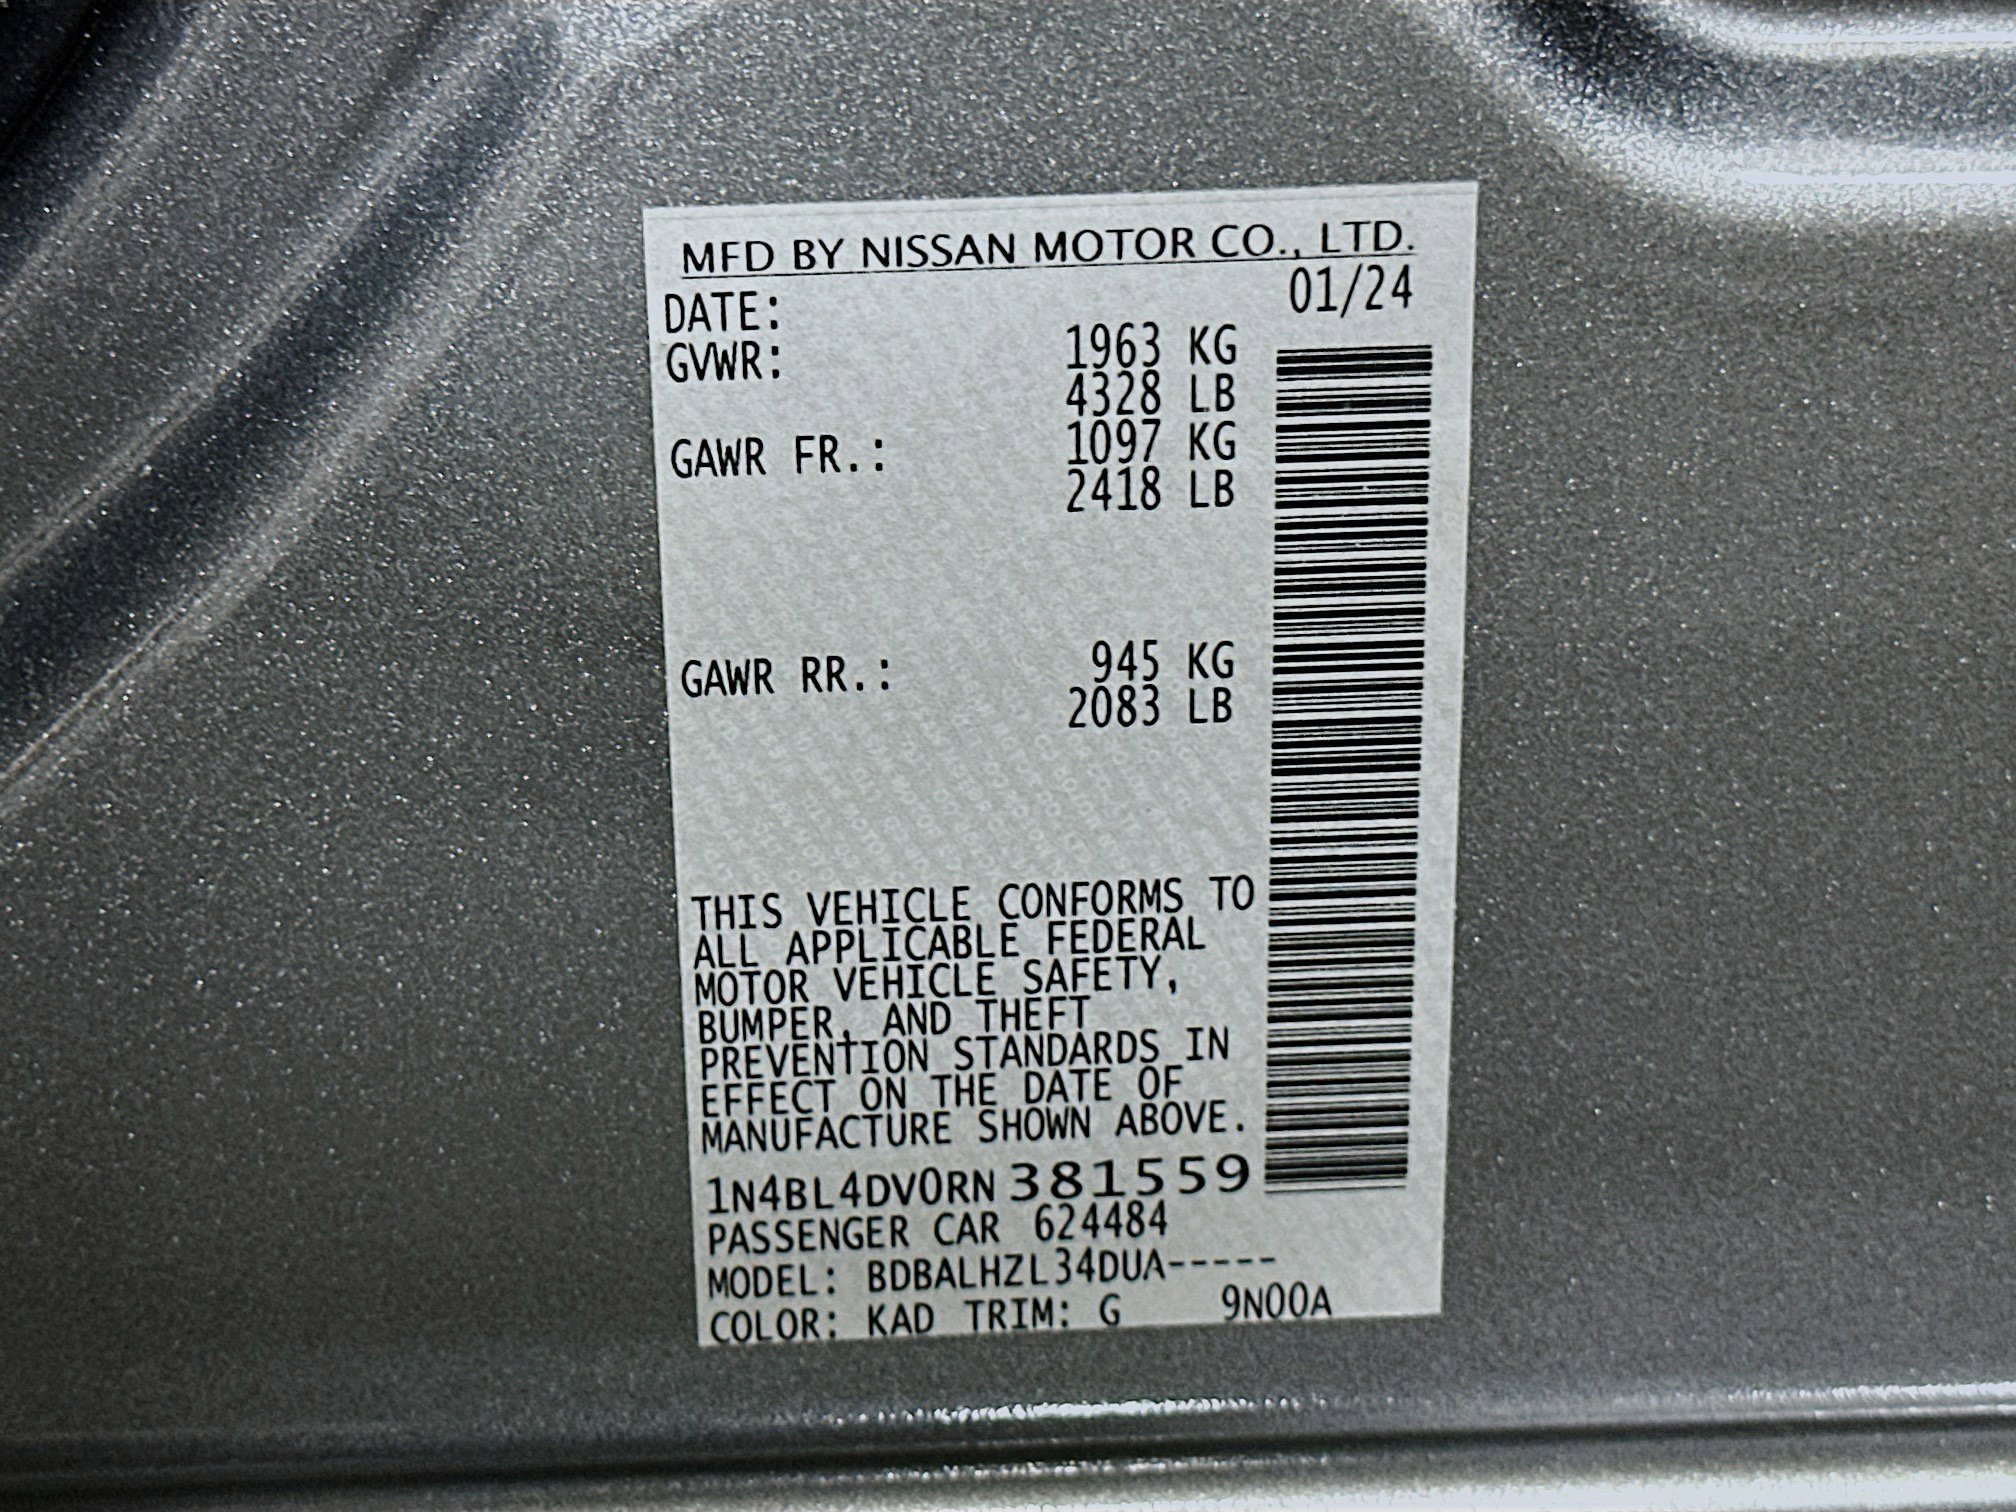 MFD BY NISSAN MOTOR CO., LTD.
DATE: 01/24
GVWR: 1963 KG
4328 LB
GAWR FR.: 1097 KG
2418 LB
GAWR RR.: 945 KG
2083 LB
THIS VEHICLE CONFORMS TO
ALL APPLICABLE FEDERAL
MOTOR VEHICLE SAFETY,
BUMPER, AND THEFT
PREVENTION STANDARDS IN
EFFECT ON THE DATE OF
MANUFACTURE SHOWN ABOVE.
1N4BL4DV0RN381559
PASSENGER CAR 624484
MODEL: BDBALHZL34DUA-----
COLOR: KAD TRIM: G 9N00A